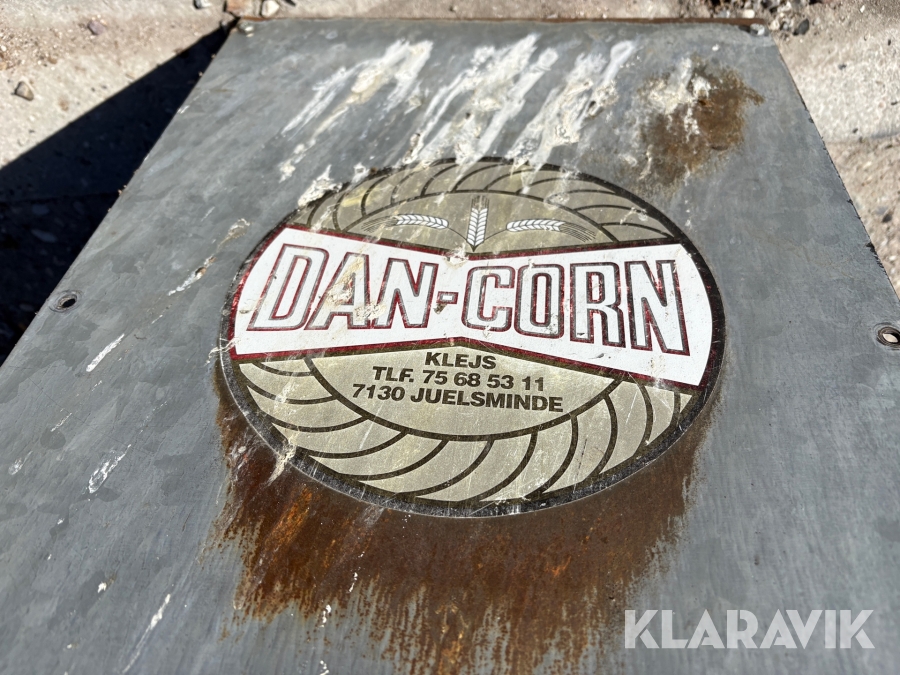 DAN-CORN
KLEJS
TLF. 75 68 53 11
7130 JUELSMINDE
KLARAVIK